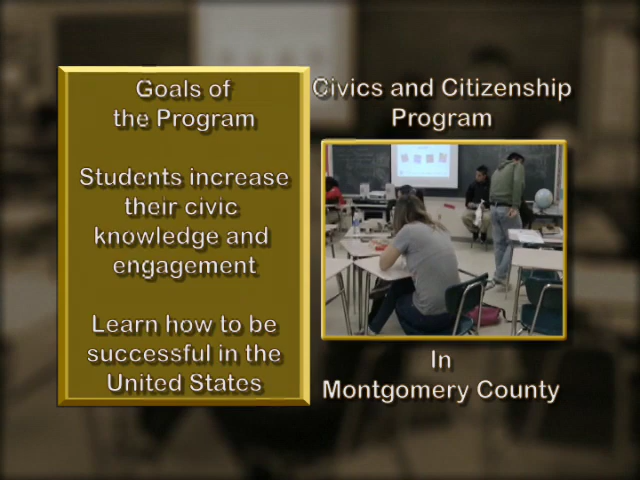 Goals of
the Program
Students increase
their civic
knowledge and
engagement
Learn how to be
successful in the
United States
Civics and Citizenship
Program
In
Montgomery County